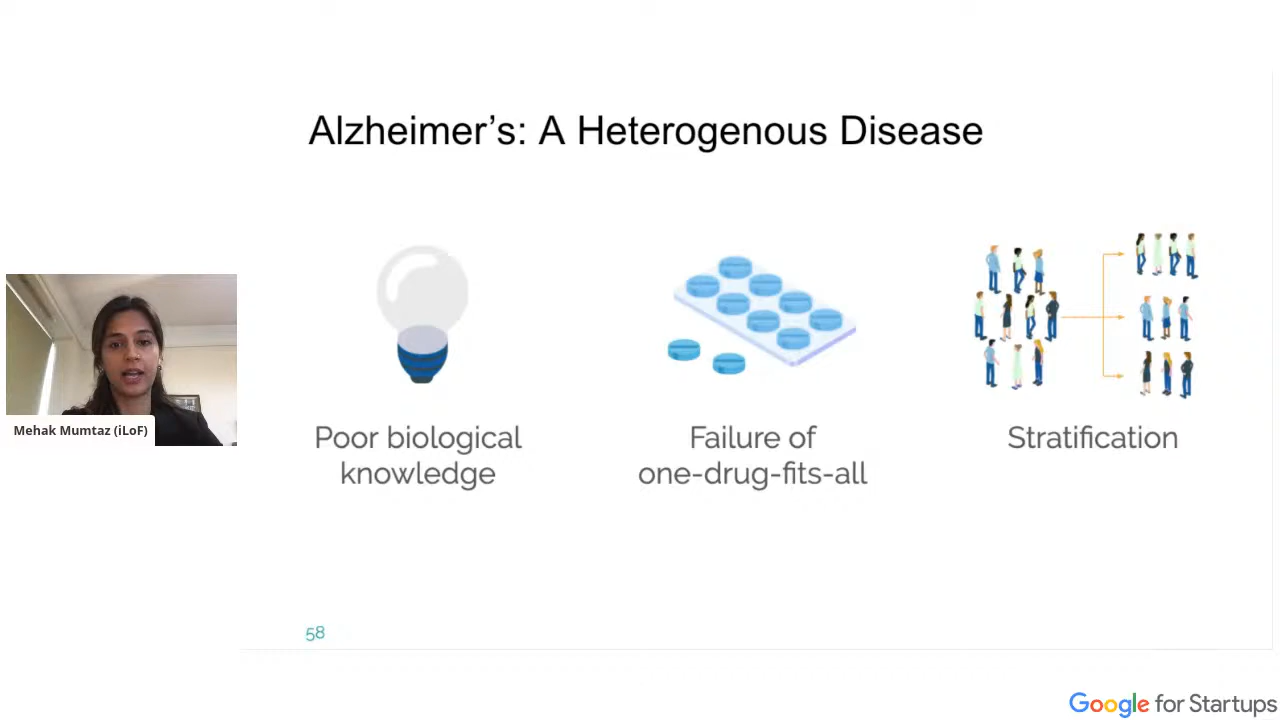 Alzheimer’s: A Heterogenous Disease
Mehak Mumtaz (iLoF)
Poor biological
knowledge
Failure of
one-drug-fits-all
Stratification
58
Google for Startups